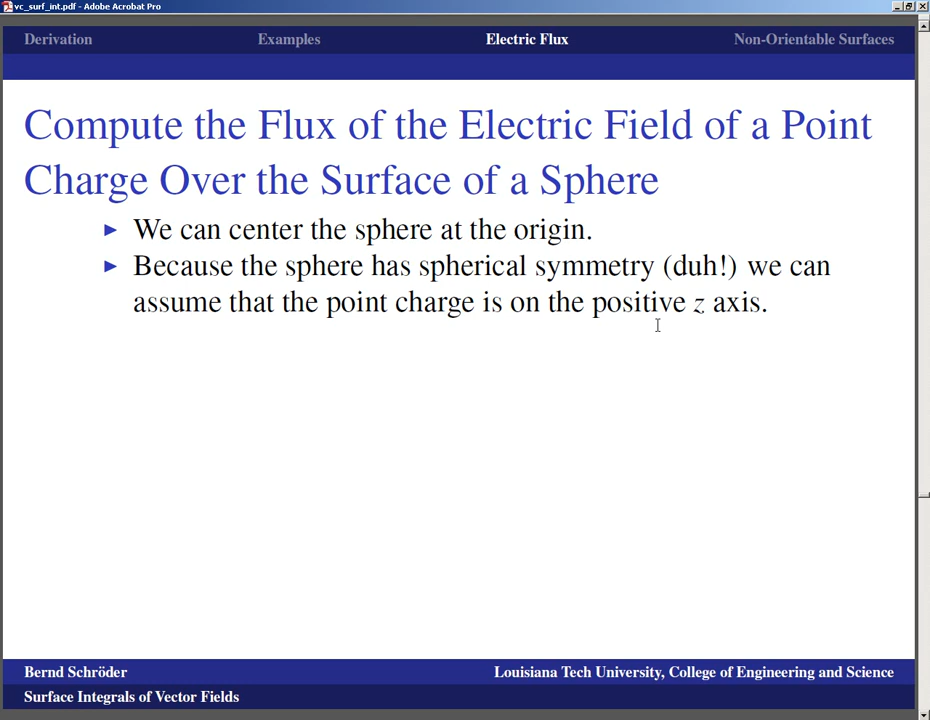 vc_surf_int.pdf - Adobe Acrobat Pro
Derivation Examples Electric Flux Non-Orientable Surfaces
Compute the Flux of the Electric Field of a Point
Charge Over the Surface of a Sphere
▶ We can center the sphere at the origin.
▶ Because the sphere has spherical symmetry (duh!) we can
assume that the point charge is on the positive z axis.
Bernd Schröder Louisiana Tech University, College of Engineering and Science
Surface Integrals of Vector Fields